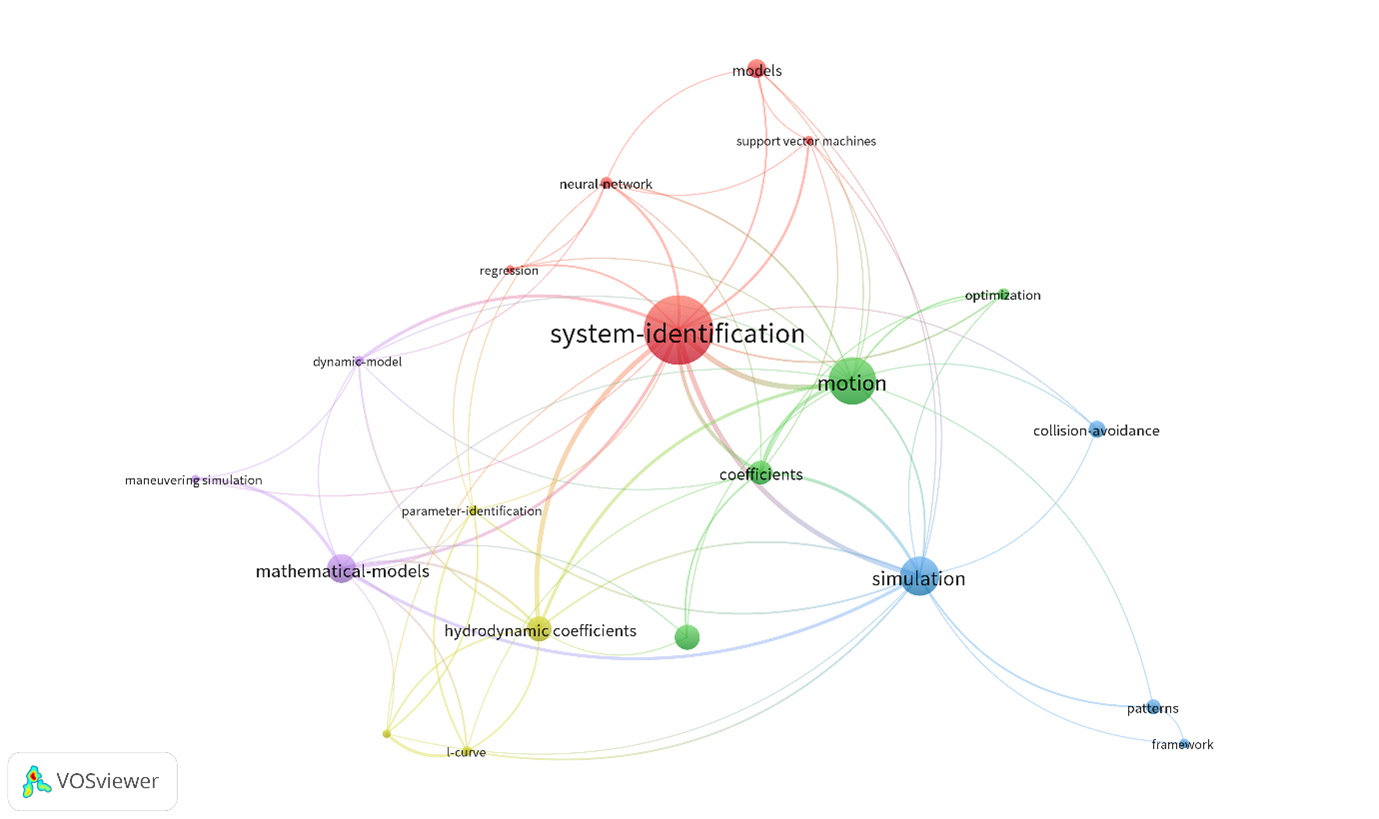 models
support vector machines
neural-network
regression
optimization
system-identification
dynamic-model
motion
collision-avoidance
coefficients
maneuvering simulation
parameter-identification
mathematical-models
simulation
hydrodynamic coefficients
patterns
framework
l-curve
VOSviewer